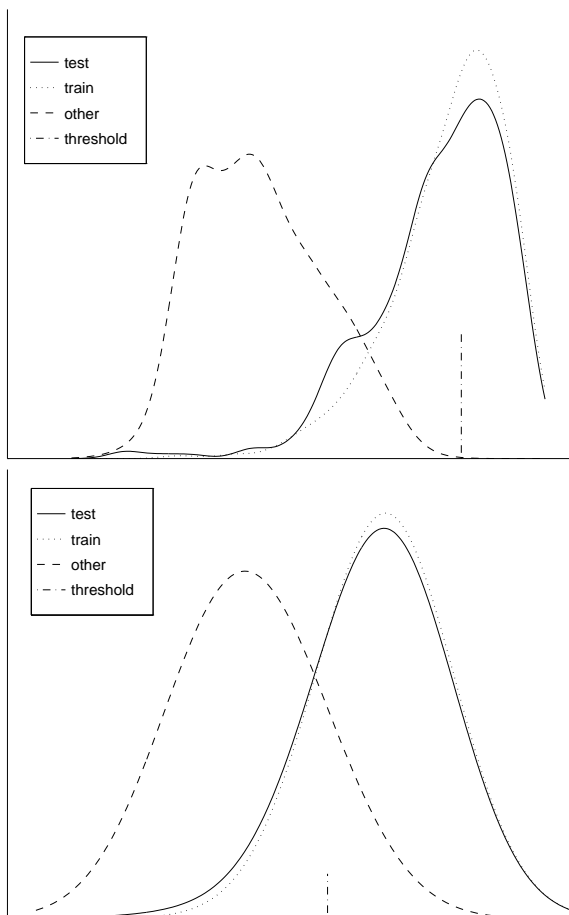 test
train
other
threshold
test
train
other
threshold